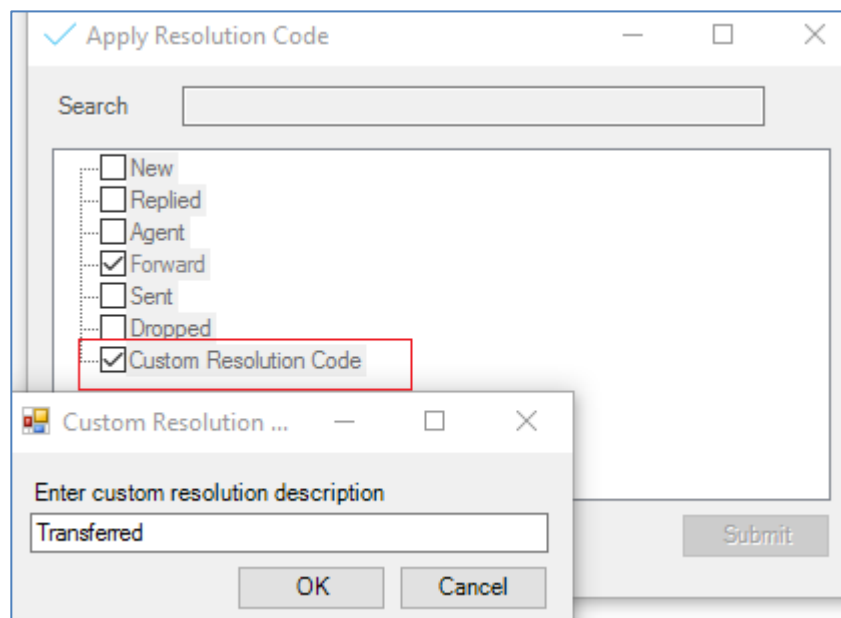 Apply Resolution Code
Search
New
Replied
Agent
Forward
Sent
Dropped
Custom Resolution Code
Custom Resolution ...
Enter custom resolution description
Transferred
Submit
OK Cancel